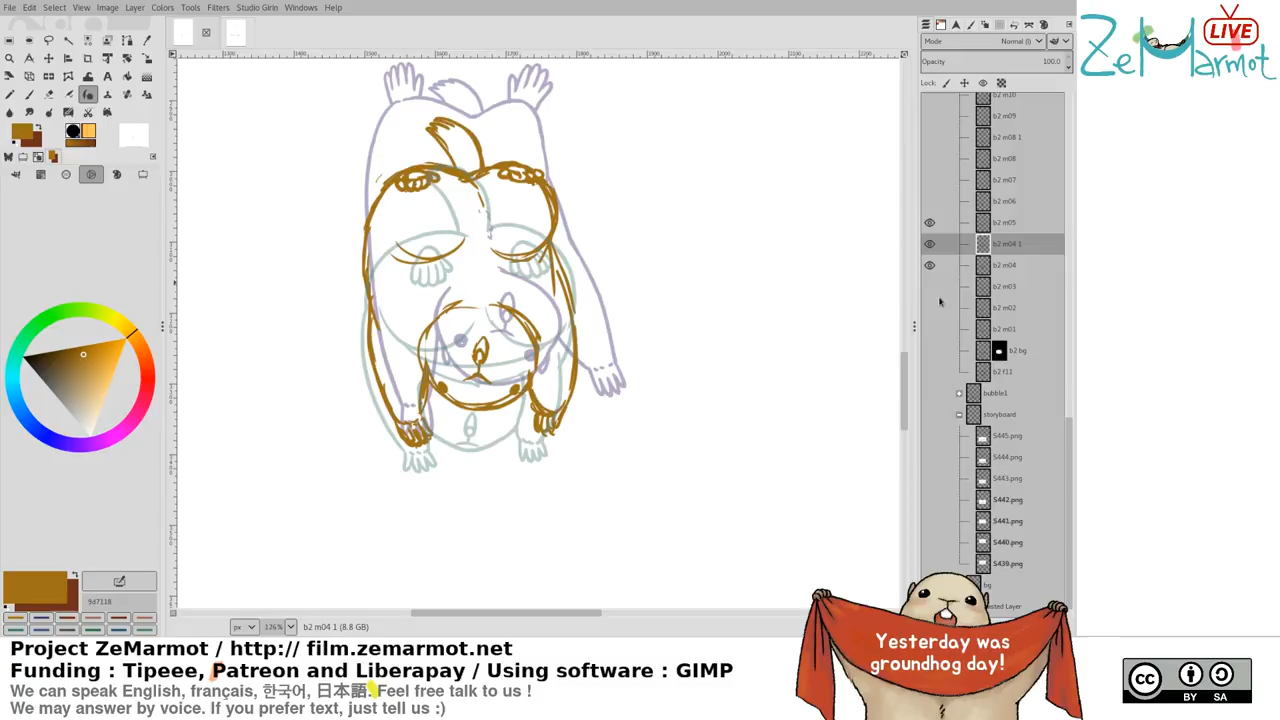 File Edit Select View Image Layer Colors Tools Filters Studio Girin Windows Help
Mode Normal (l)
Opacity 100.0
Lock:
b2 m10
b2 m09
b2 m08 1
b2 m08
b2 m07
b2 m06
b2 m05
b2 m04 1
b2 m04
b2 m03
b2 m02
b2 m01
b2 bg
b2 f11
bubble1
storyboard
S445.png
S444.png
S443.png
S442.png
S441.png
S440.png
S439.png
bg
9d7118
px 126% b2 m04 1 (8.8 GB)
LIVE
ZeMarmot
Yesterday was
groundhog day!
Project ZeMarmot / http:// film.zemarmot.net
Funding : Tipeee, Patreon and Liberapay / Using software : GIMP
We can speak English, français, 한국어, 日本語. Feel free talk to us !
We may answer by voice. If you prefer text, just tell us :)
cc BY SA